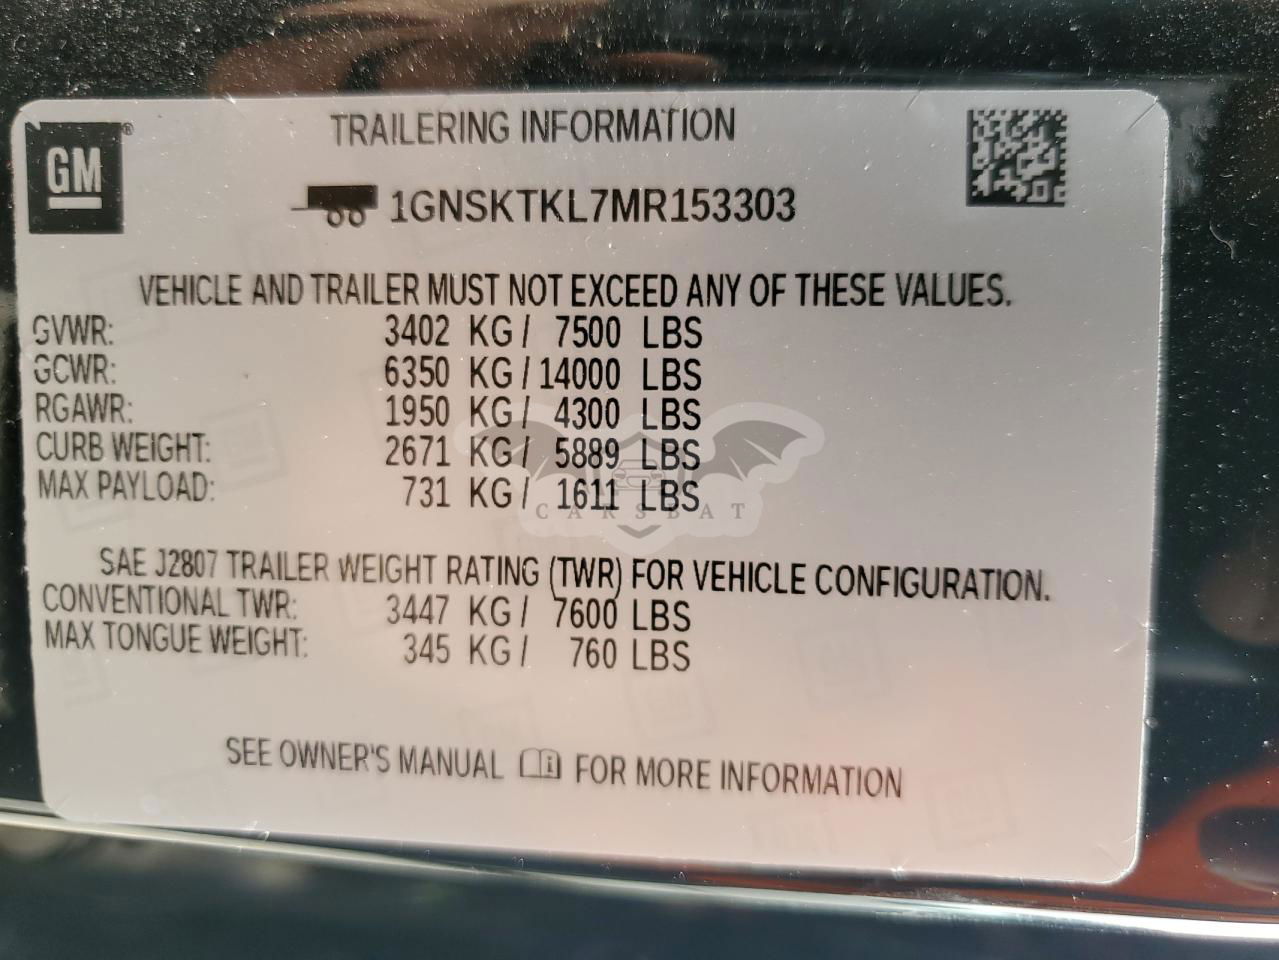 GM®
TRAILERING INFORMATION
1GNSKTKL7MR153303
VEHICLE AND TRAILER MUST NOT EXCEED ANY OF THESE VALUES.
GVWR: 3402 KG / 7500 LBS
GCWR: 6350 KG / 14000 LBS
RGAWR: 1950 KG / 4300 LBS
CURB WEIGHT: 2671 KG / 5889 LBS
MAX PAYLOAD: 731 KG / 1611 LBS
CARSBAT
SAE J2807 TRAILER WEIGHT RATING (TWR) FOR VEHICLE CONFIGURATION.
CONVENTIONAL TWR: 3447 KG / 7600 LBS
MAX TONGUE WEIGHT: 345 KG / 760 LBS
SEE OWNER'S MANUAL FOR MORE INFORMATION